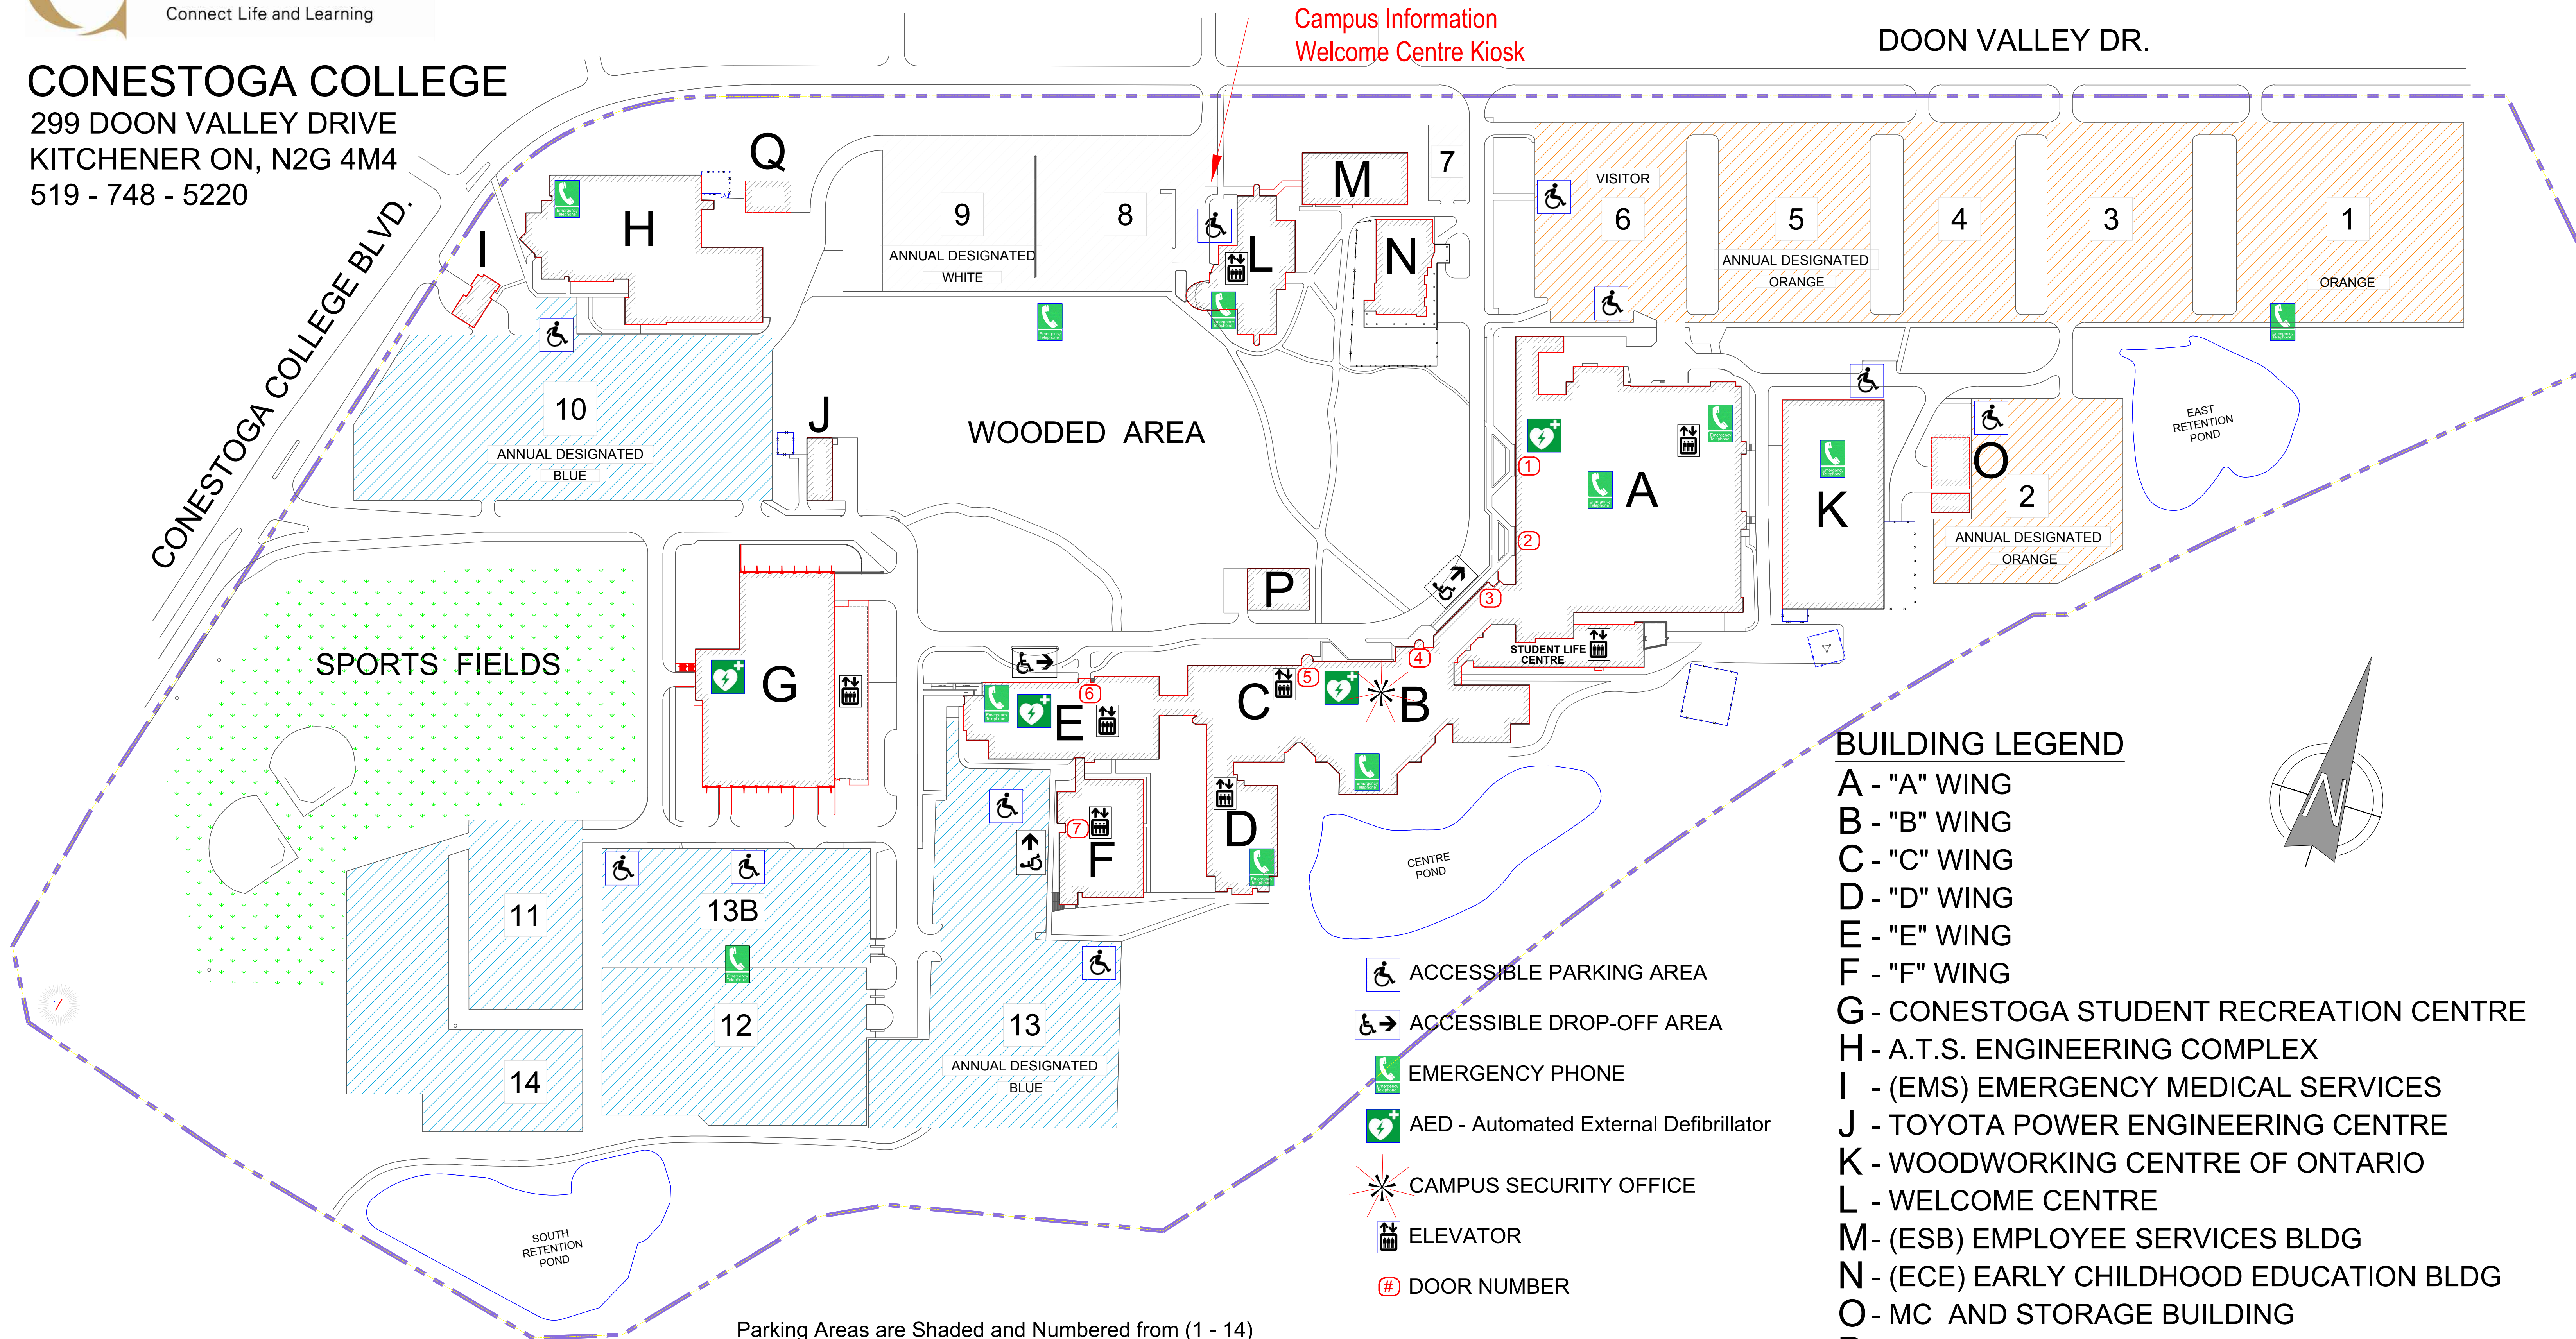 Connect Life and Learning
CONESTOGA COLLEGE
299 DOON VALLEY DRIVE
KITCHENER ON, N2G 4M4
519 - 748 - 5220
Campus Information
Welcome Centre Kiosk
DOON VALLEY DR.
CONESTOGA COLLEGE BLVD.
I
H
Q
9
ANNUAL DESIGNATED
WHITE
8
L
M
7
N
VISITOR
6
5
ANNUAL DESIGNATED
ORANGE
4
3
1
ORANGE
10
ANNUAL DESIGNATED
BLUE
J
WOODED AREA
1
A
2
K
O
2
ANNUAL DESIGNATED
ORANGE
EAST
RETENTION
POND
P
3
STUDENT LIFE
CENTRE
4
SPORTS FIELDS
G
6
E
C
5
B
7
F
D
CENTRE
POND
11
13B
12
14
13
ANNUAL DESIGNATED
BLUE
SOUTH
RETENTION
POND
N
ACCESSIBLE PARKING AREA
ACCESSIBLE DROP-OFF AREA
EMERGENCY PHONE
AED - Automated External Defibrillator
CAMPUS SECURITY OFFICE
ELEVATOR
# DOOR NUMBER
BUILDING LEGEND
A - "A" WING
B - "B" WING
C - "C" WING
D - "D" WING
E - "E" WING
F - "F" WING
G - CONESTOGA STUDENT RECREATION CENTRE
H - A.T.S. ENGINEERING COMPLEX
I - (EMS) EMERGENCY MEDICAL SERVICES
J - TOYOTA POWER ENGINEERING CENTRE
K - WOODWORKING CENTRE OF ONTARIO
L - WELCOME CENTRE
M - (ESB) EMPLOYEE SERVICES BLDG
N - (ECE) EARLY CHILDHOOD EDUCATION BLDG
O - MC AND STORAGE BUILDING
Parking Areas are Shaded and Numbered from (1 - 14)